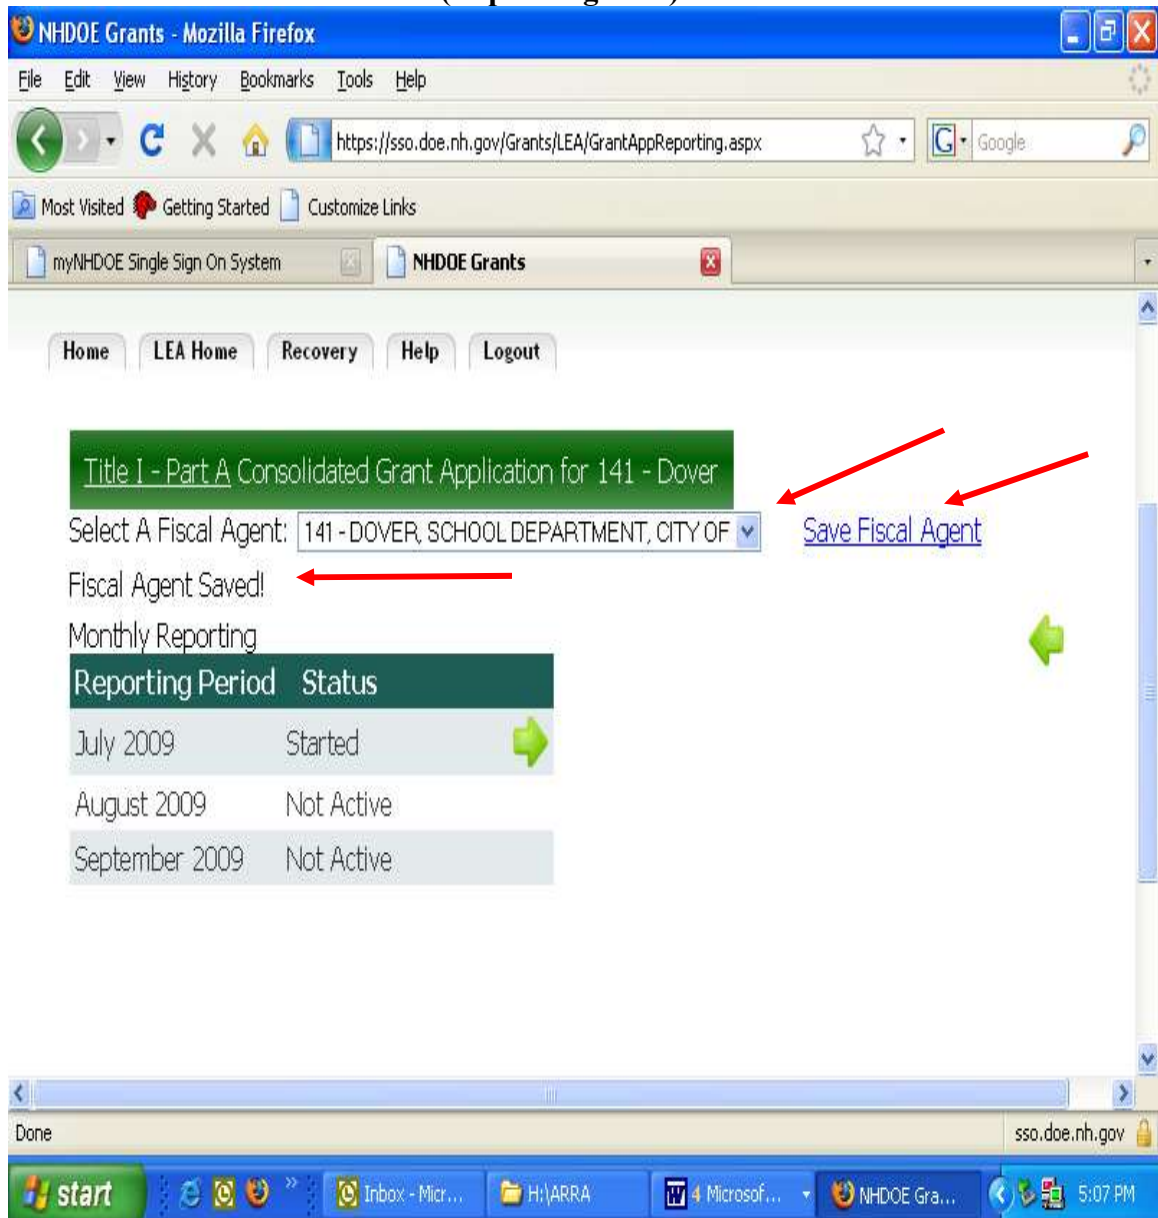 NHDOE Grants - Mozilla Firefox
File Edit View History Bookmarks Tools Help
https://sso.doe.nh.gov/Grants/LEA/GrantAppReporting.aspx
G Google
Most Visited Getting Started Customize Links
myNHDOE Single Sign On System NHDOE Grants
Home LEA Home Recovery Help Logout
Title I - Part A Consolidated Grant Application for 141 - Dover
Select A Fiscal Agent: 141 - DOVER, SCHOOL DEPARTMENT, CITY OF Save Fiscal Agent
Fiscal Agent Saved!
Monthly Reporting
Reporting Period Status
July 2009 Started
August 2009 Not Active
September 2009 Not Active
Done sso.doe.nh.gov
start » Inbox - Micr... H:\ARRA 4 Microsof... NHDOE Gra... 5:07 PM